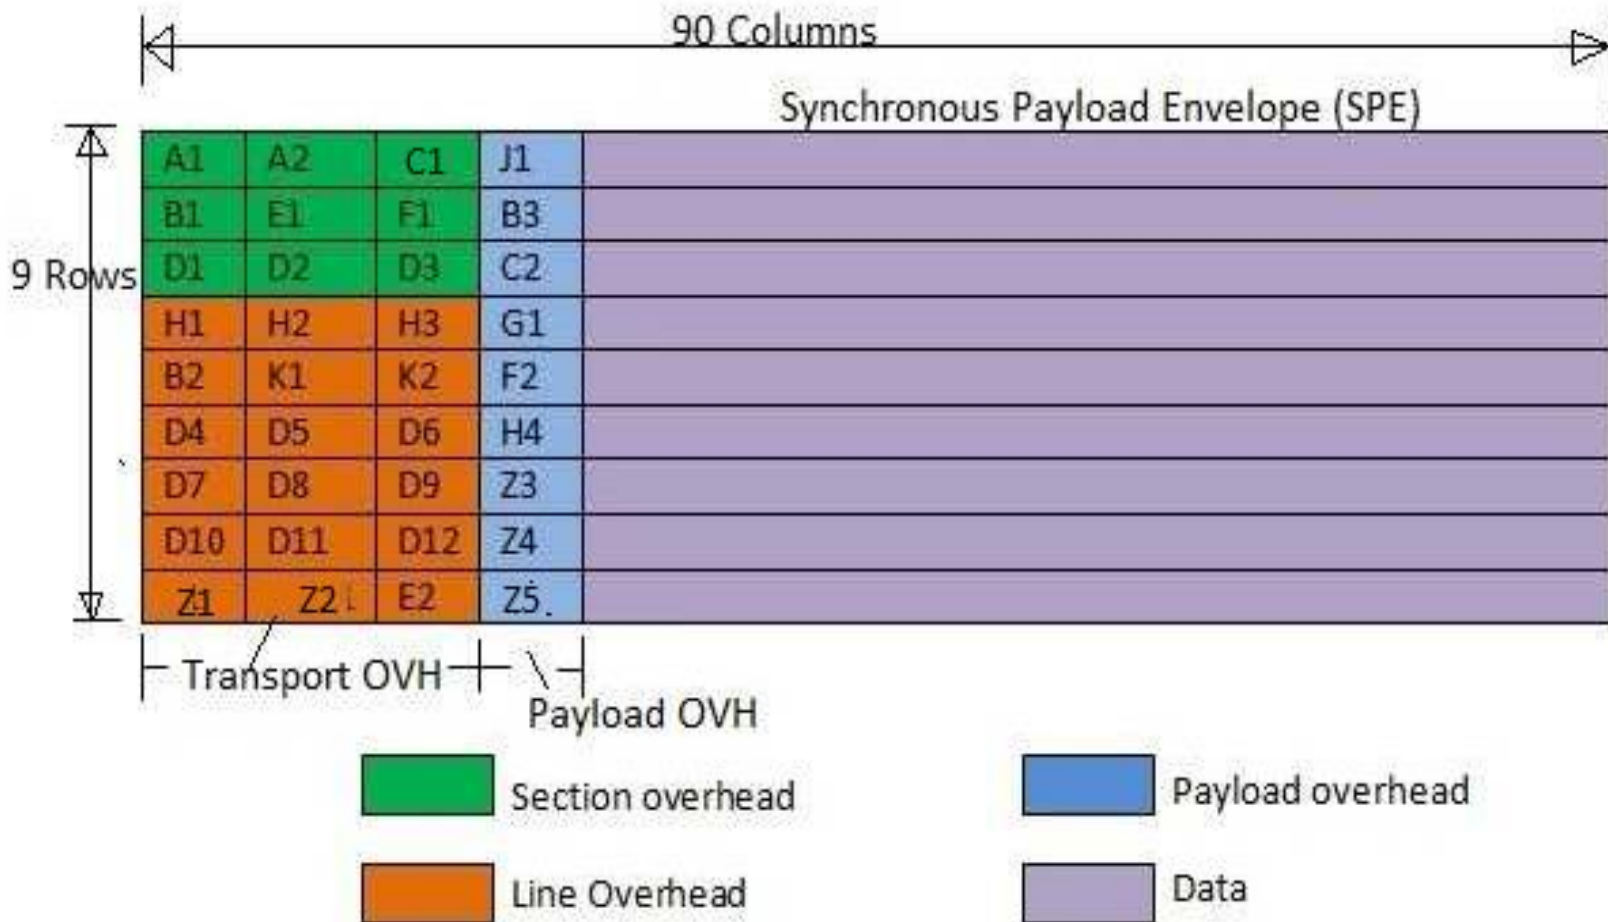 90 Columns
Synchronous Payload Envelope (SPE)
9 Rows
A1 A2 C1 J1
B1 E1 F1 B3
D1 D2 D3 C2
H1 H2 H3 G1
B2 K1 K2 F2
D4 D5 D6 H4
D7 D8 D9 Z3
D10 D11 D12 Z4
Z1 Z2 E2 Z5
Transport OVH
Payload OVH
Section overhead
Payload overhead
Line Overhead
Data